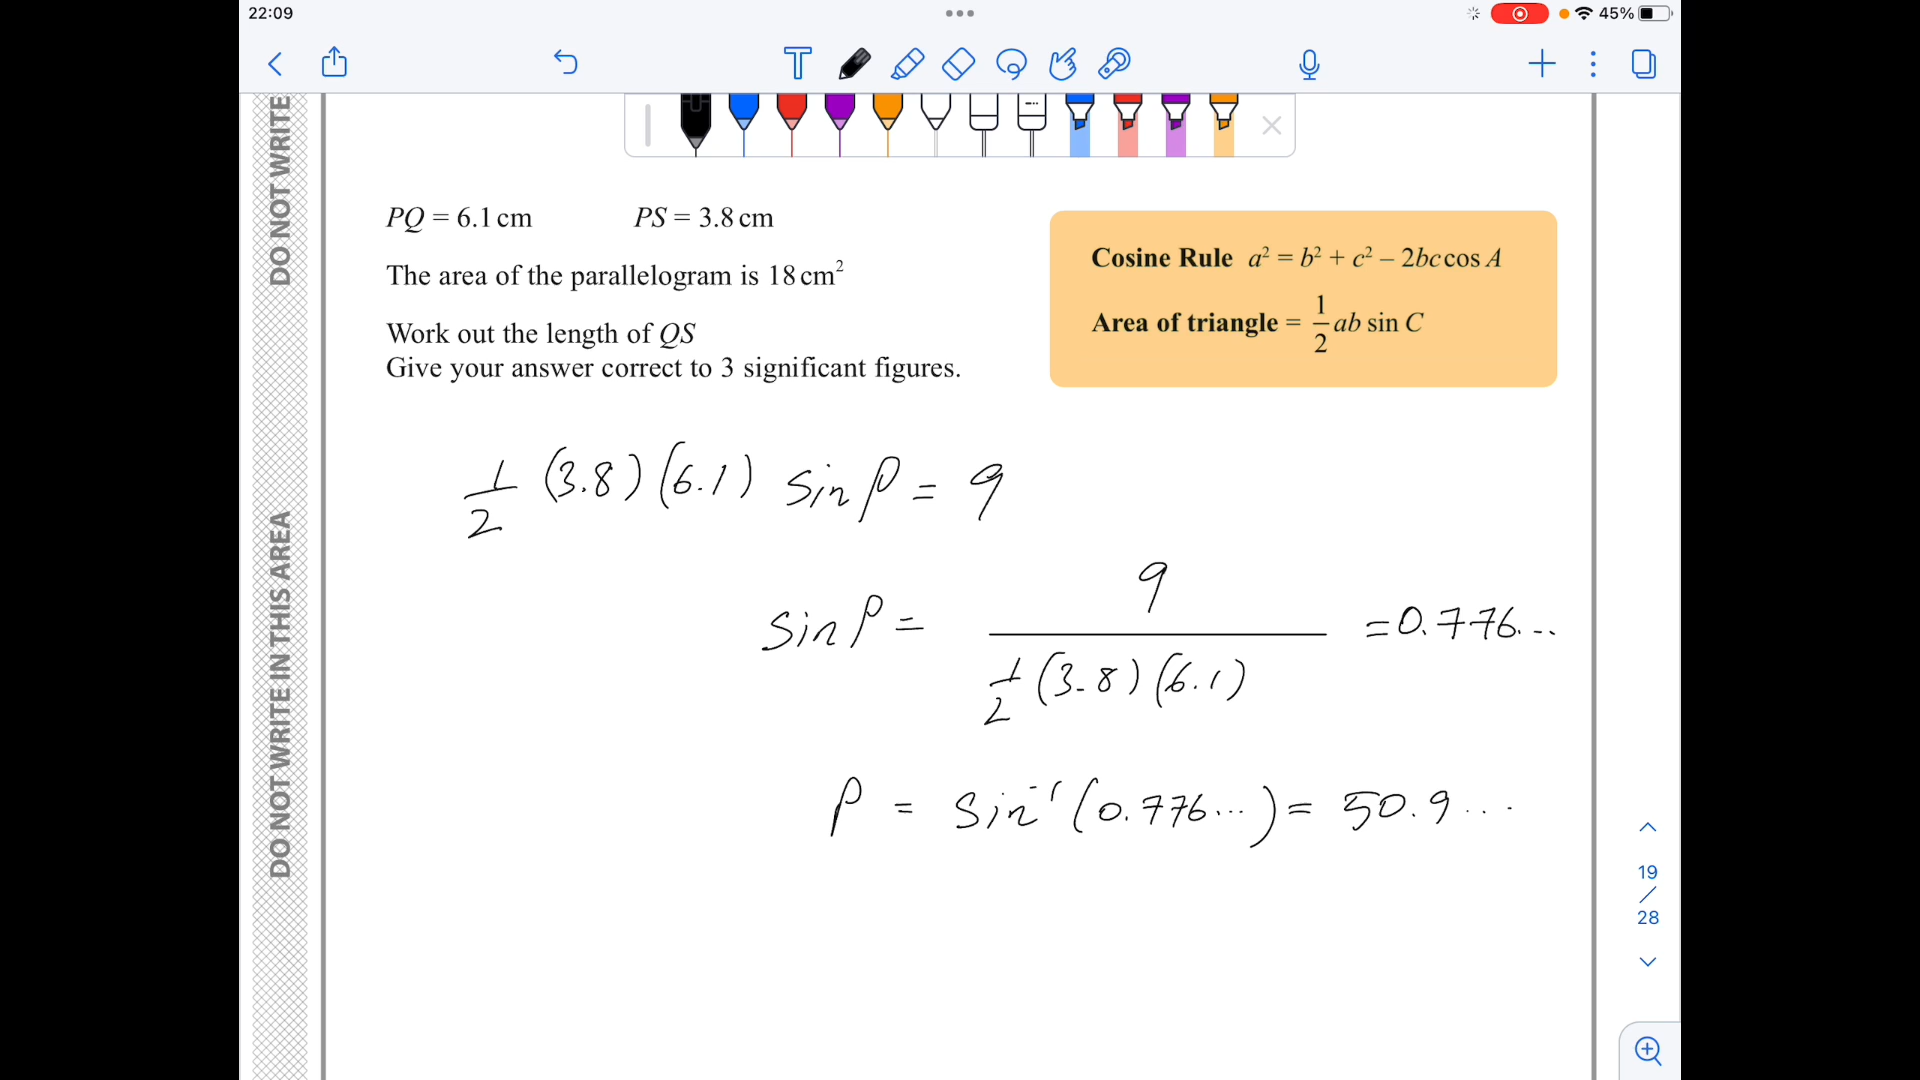 22:09
45%
DO NOT WRITE
DO NOT WRITE IN THIS AREA
PQ = 6.1 cm PS = 3.8 cm
The area of the parallelogram is 18 cm²
Work out the length of QS
Give your answer correct to 3 significant figures.
Cosine Rule a² = b² + c² – 2bc cos A
Area of triangle = 1/2 ab sin C
1/2 (3.8)(6.1) sin P = 9
sin P = 9 / (1/2 (3.8)(6.1)) = 0.776...
P = sin⁻¹(0.776...) = 50.9...
19
/
28